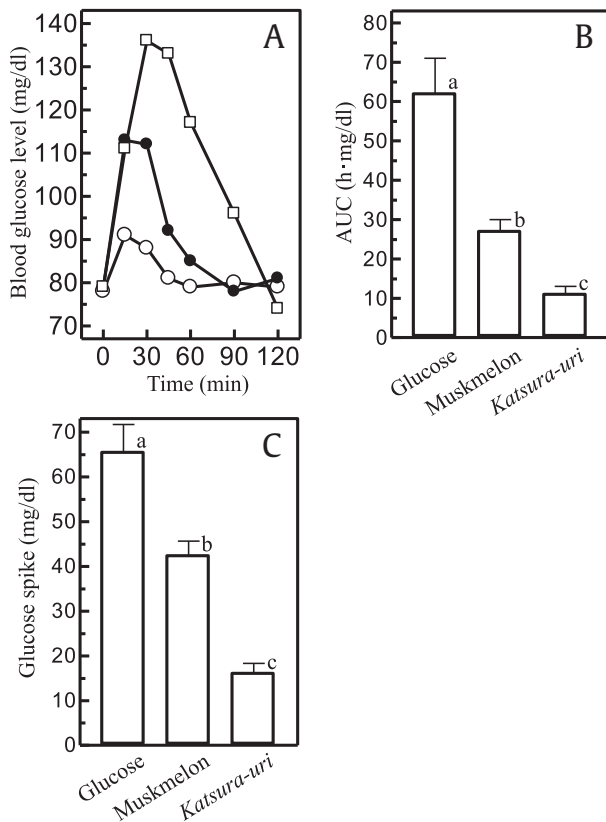 A
Blood glucose level (mg/dl)
140
130
120
110
100
90
80
70
0 30 60 90 120
Time (min)
B
AUC (h·mg/dl)
80
70
60
50
40
30
20
10
0
a
b
c
Glucose
Muskmelon
Katsura-uri
C
Glucose spike (mg/dl)
70
60
50
40
30
20
10
0
a
b
c
Glucose
Muskmelon
Katsura-uri